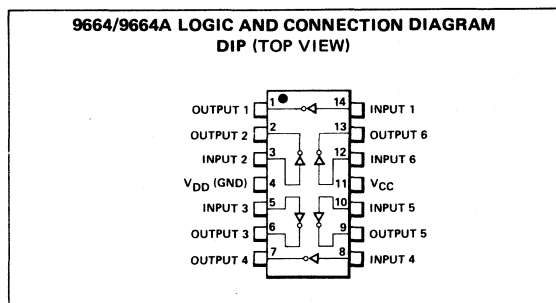 9664/9664A LOGIC AND CONNECTION DIAGRAM
DIP (TOP VIEW)
OUTPUT 1 1 14 INPUT 1
OUTPUT 2 2 13 OUTPUT 6
INPUT 2 3 12 INPUT 6
VDD (GND) 4 11 VCC
INPUT 3 5 10 INPUT 5
OUTPUT 3 6 9 OUTPUT 5
OUTPUT 4 7 8 INPUT 4